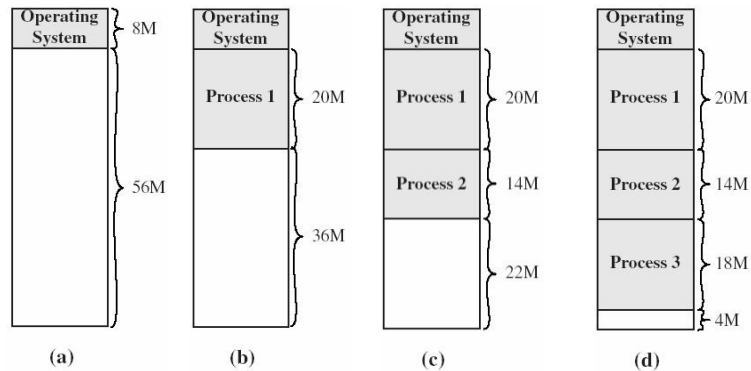 Operating
System
8M
56M
(a)
Operating
System
Process 1
20M
36M
(b)
Operating
System
Process 1
20M
Process 2
14M
22M
(c)
Operating
System
Process 1
20M
Process 2
14M
Process 3
18M
4M
(d)